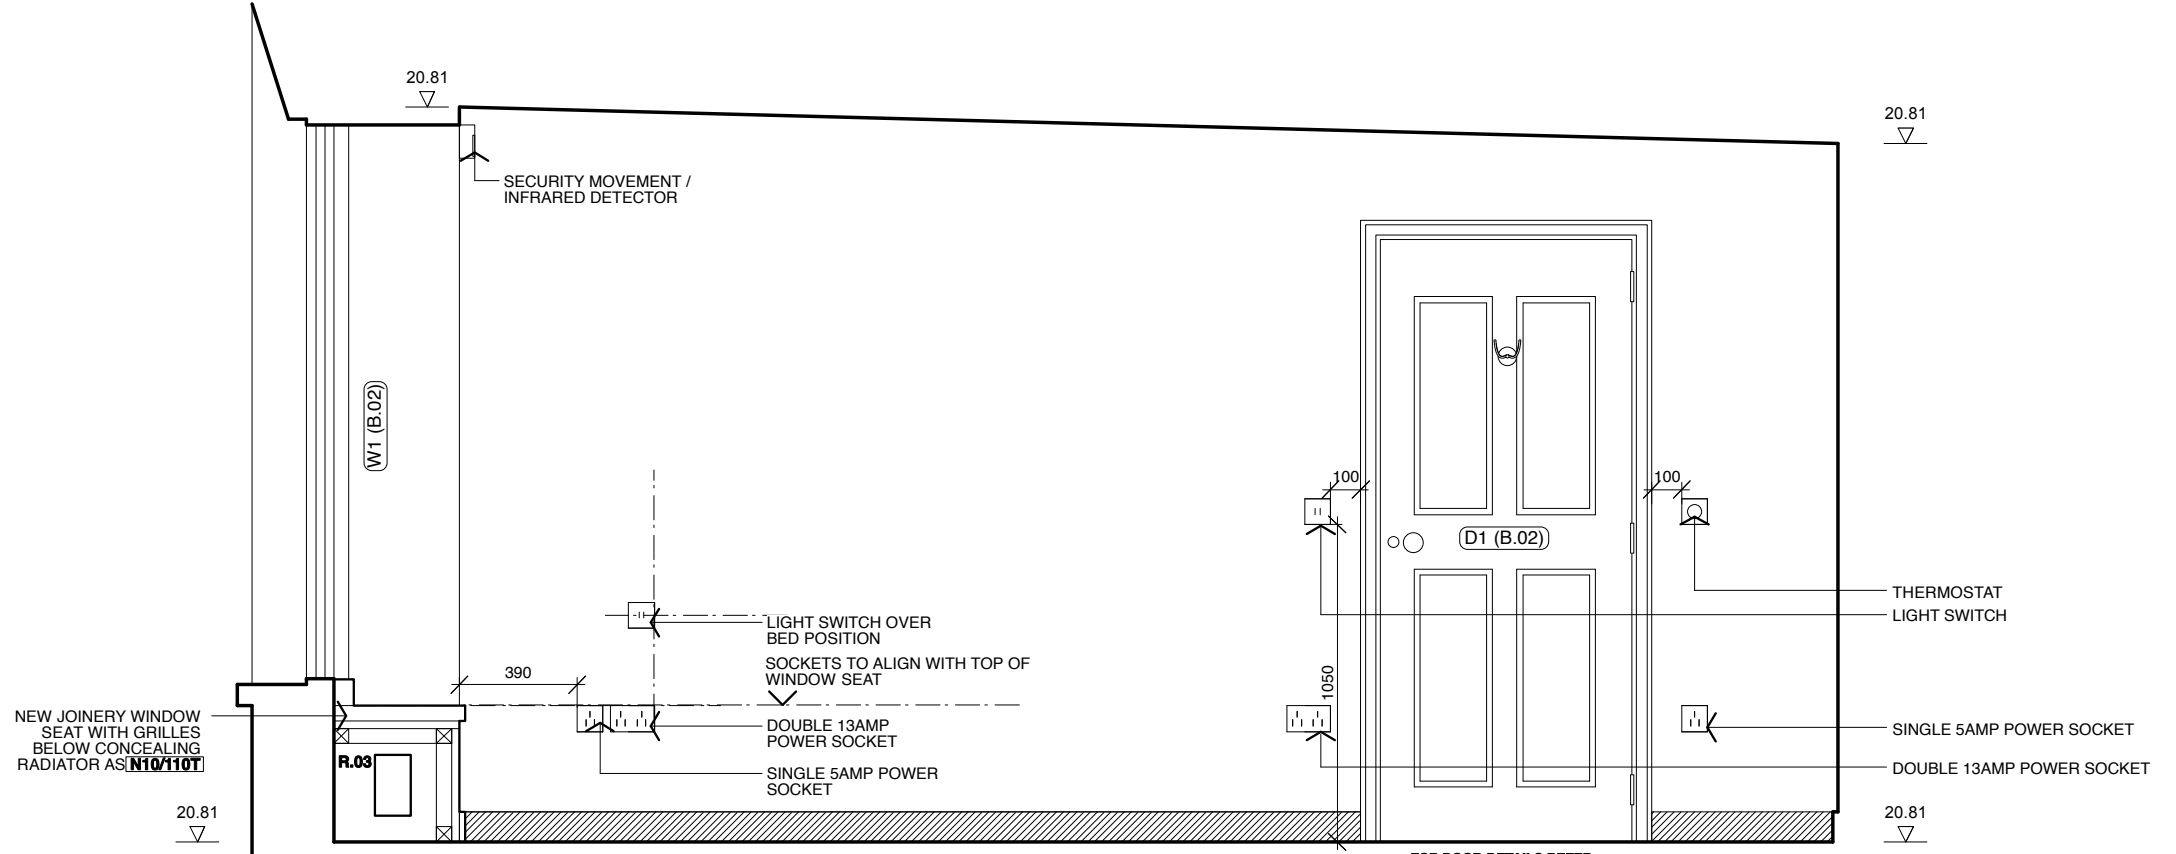 20.81
20.81
SECURITY MOVEMENT /
INFRARED DETECTOR
W1 (B.02)
100
100
D1 (B.02)
THERMOSTAT
LIGHT SWITCH
LIGHT SWITCH OVER
BED POSITION
SOCKETS TO ALIGN WITH TOP OF
WINDOW SEAT
390
1050
NEW JOINERY WINDOW
SEAT WITH GRILLES
BELOW CONCEALING
RADIATOR AS N10/110T
DOUBLE 13AMP
POWER SOCKET
SINGLE 5AMP POWER SOCKET
R.03
SINGLE 5AMP POWER
SOCKET
DOUBLE 13AMP POWER SOCKET
20.81
20.81